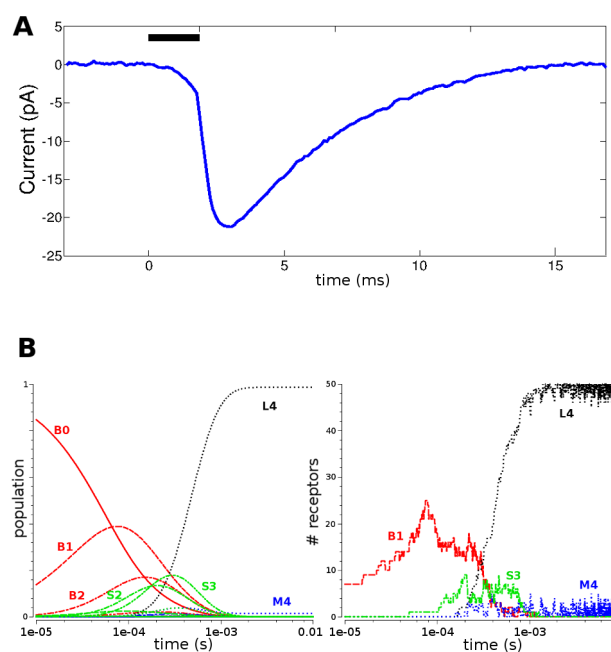 A
5
0
-5
-10
-15
-20
-25
Current (pA)
0 5 10 15
time (ms)
B
1
population
0
B0
B1
B2
S2
S3
L4
M4
1e-05 1e-04 1e-03 0.01
time (s)
50
40
30
20
10
0
# receptors
B1
S3
L4
M4
1e-05 1e-04 1e-03
time (s)